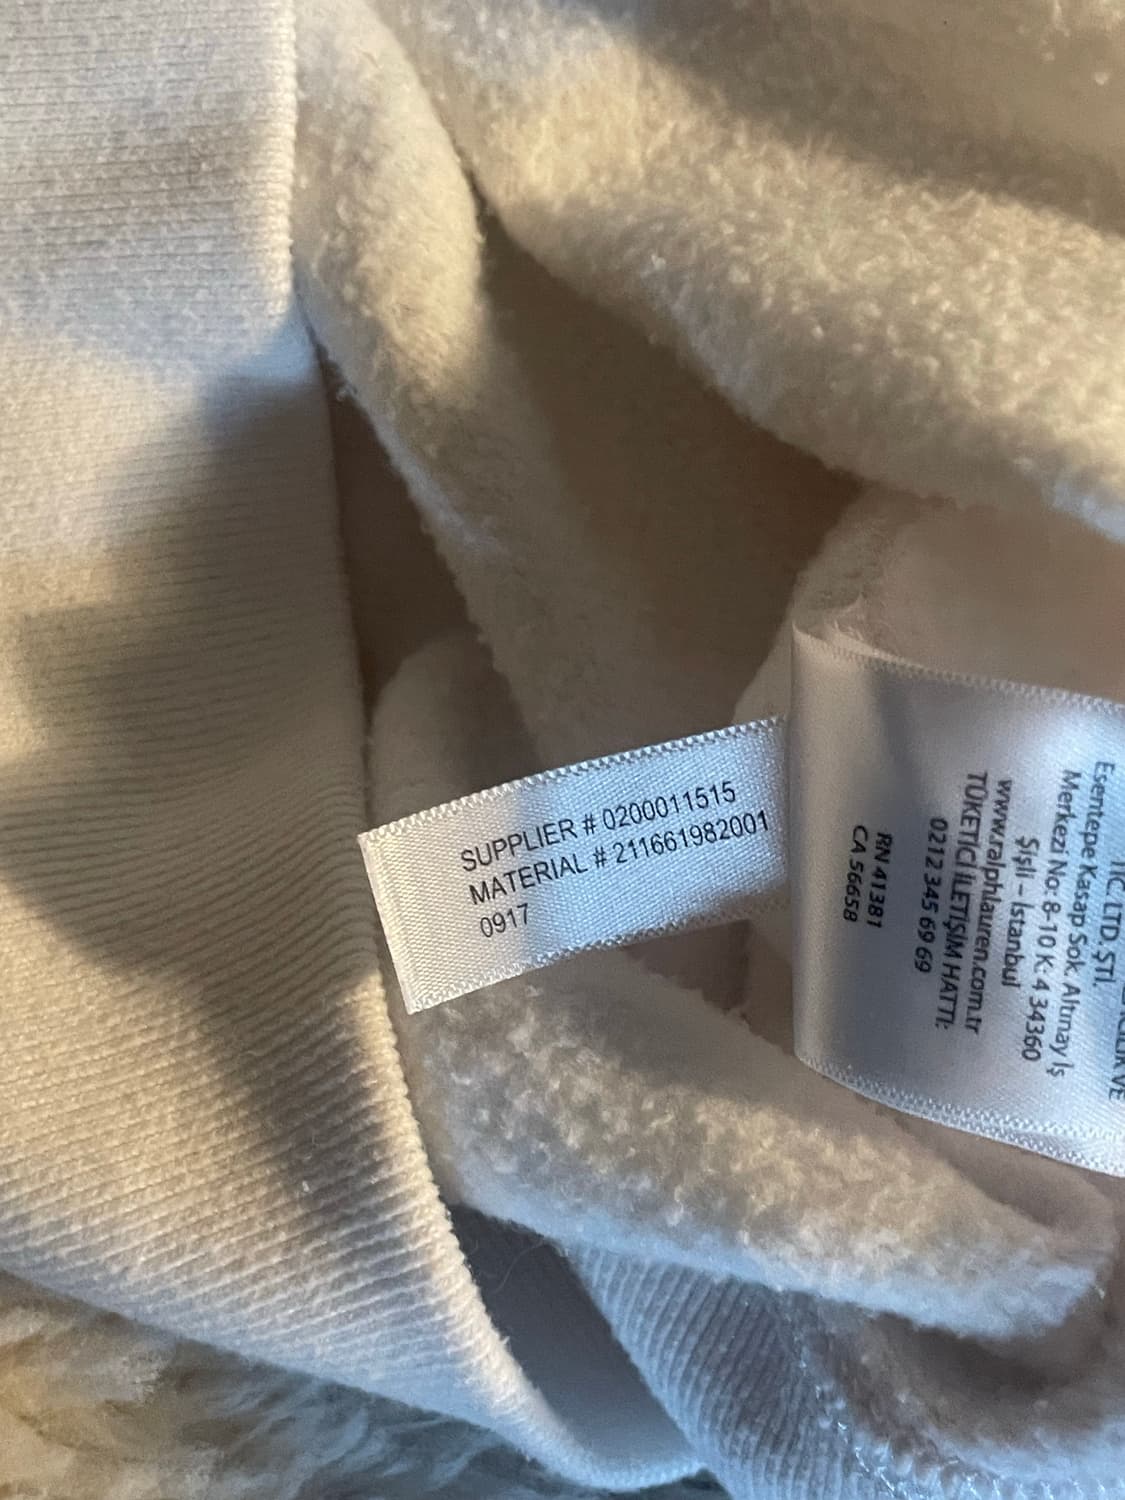 SUPPLIER # 0200011515
MATERIAL # 211661982001
0917
TIC. LTD. ŞTİ.
Esentepe Kasap Sok. Altınay İş
Merkezi No: 8-10 K: 4 34360
Şişli – İstanbul
www.ralphlauren.com.tr
TÜKETİCİ İLETİŞİM HATTI:
0212 345 69 69
RN 41381
CA 56658